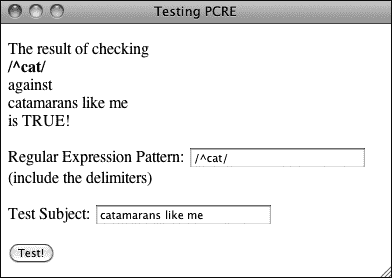 Testing PCRE
The result of checking
/^cat/
against
catamarans like me
is TRUE!
Regular Expression Pattern: /^cat/
(include the delimiters)
Test Subject: catamarans like me
Test!